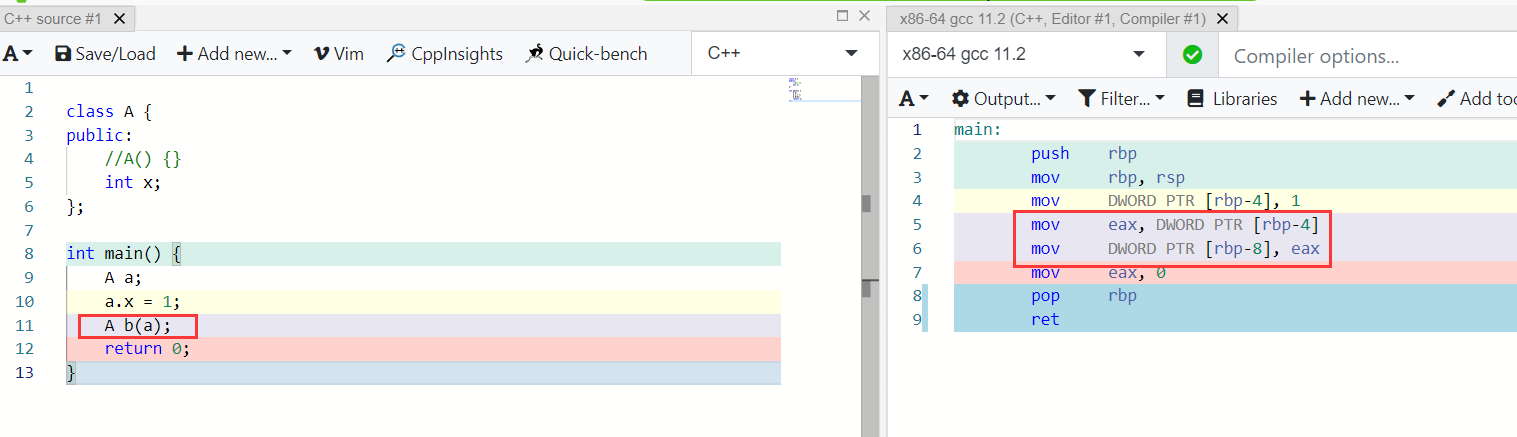 C++ source #1
A Save/Load Add new... Vim CppInsights Quick-bench C++
1
2 class A {
3 public:
4 //A() {}
5 int x;
6 };
7
8 int main() {
9 A a;
10 a.x = 1;
11 A b(a);
12 return 0;
13 }
x86-64 gcc 11.2 (C++, Editor #1, Compiler #1)
x86-64 gcc 11.2 Compiler options...
A Output... Filter... Libraries Add new... Add too
1 main:
2 push rbp
3 mov rbp, rsp
4 mov DWORD PTR [rbp-4], 1
5 mov eax, DWORD PTR [rbp-4]
6 mov DWORD PTR [rbp-8], eax
7 mov eax, 0
8 pop rbp
9 ret